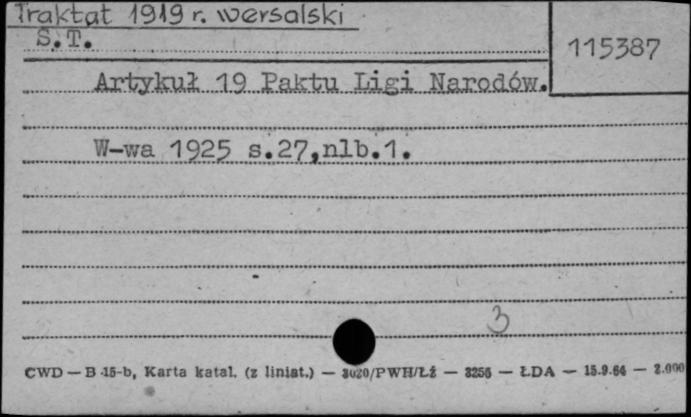 Traktat 1919 r. wersalski
S.T.
115387
Artykuł 19 Paktu Ligi Narodów.
W-wa 1925 s.27,nlb.1.
3
CWD — B 15-b, Karta katal. (z liniat.) — 3020/PWH/Łź — 3256 — ŁDA — 15.9.64 — 2.000